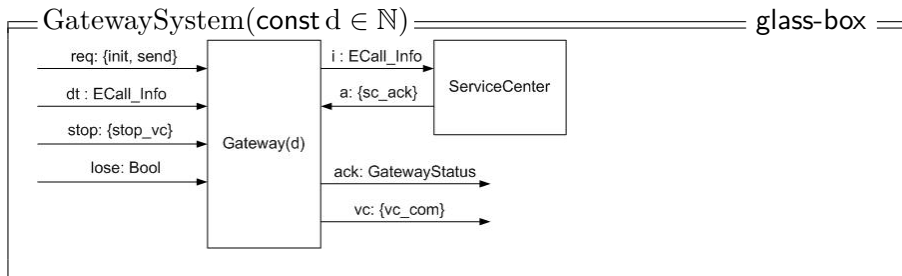 GatewaySystem(const d ∈ ℕ) glass-box
req: {init, send}
i : ECall_Info
dt : ECall_Info
a: {sc_ack}
ServiceCenter
stop: {stop_vc}
Gateway(d)
lose: Bool
ack: GatewayStatus
vc: {vc_com}